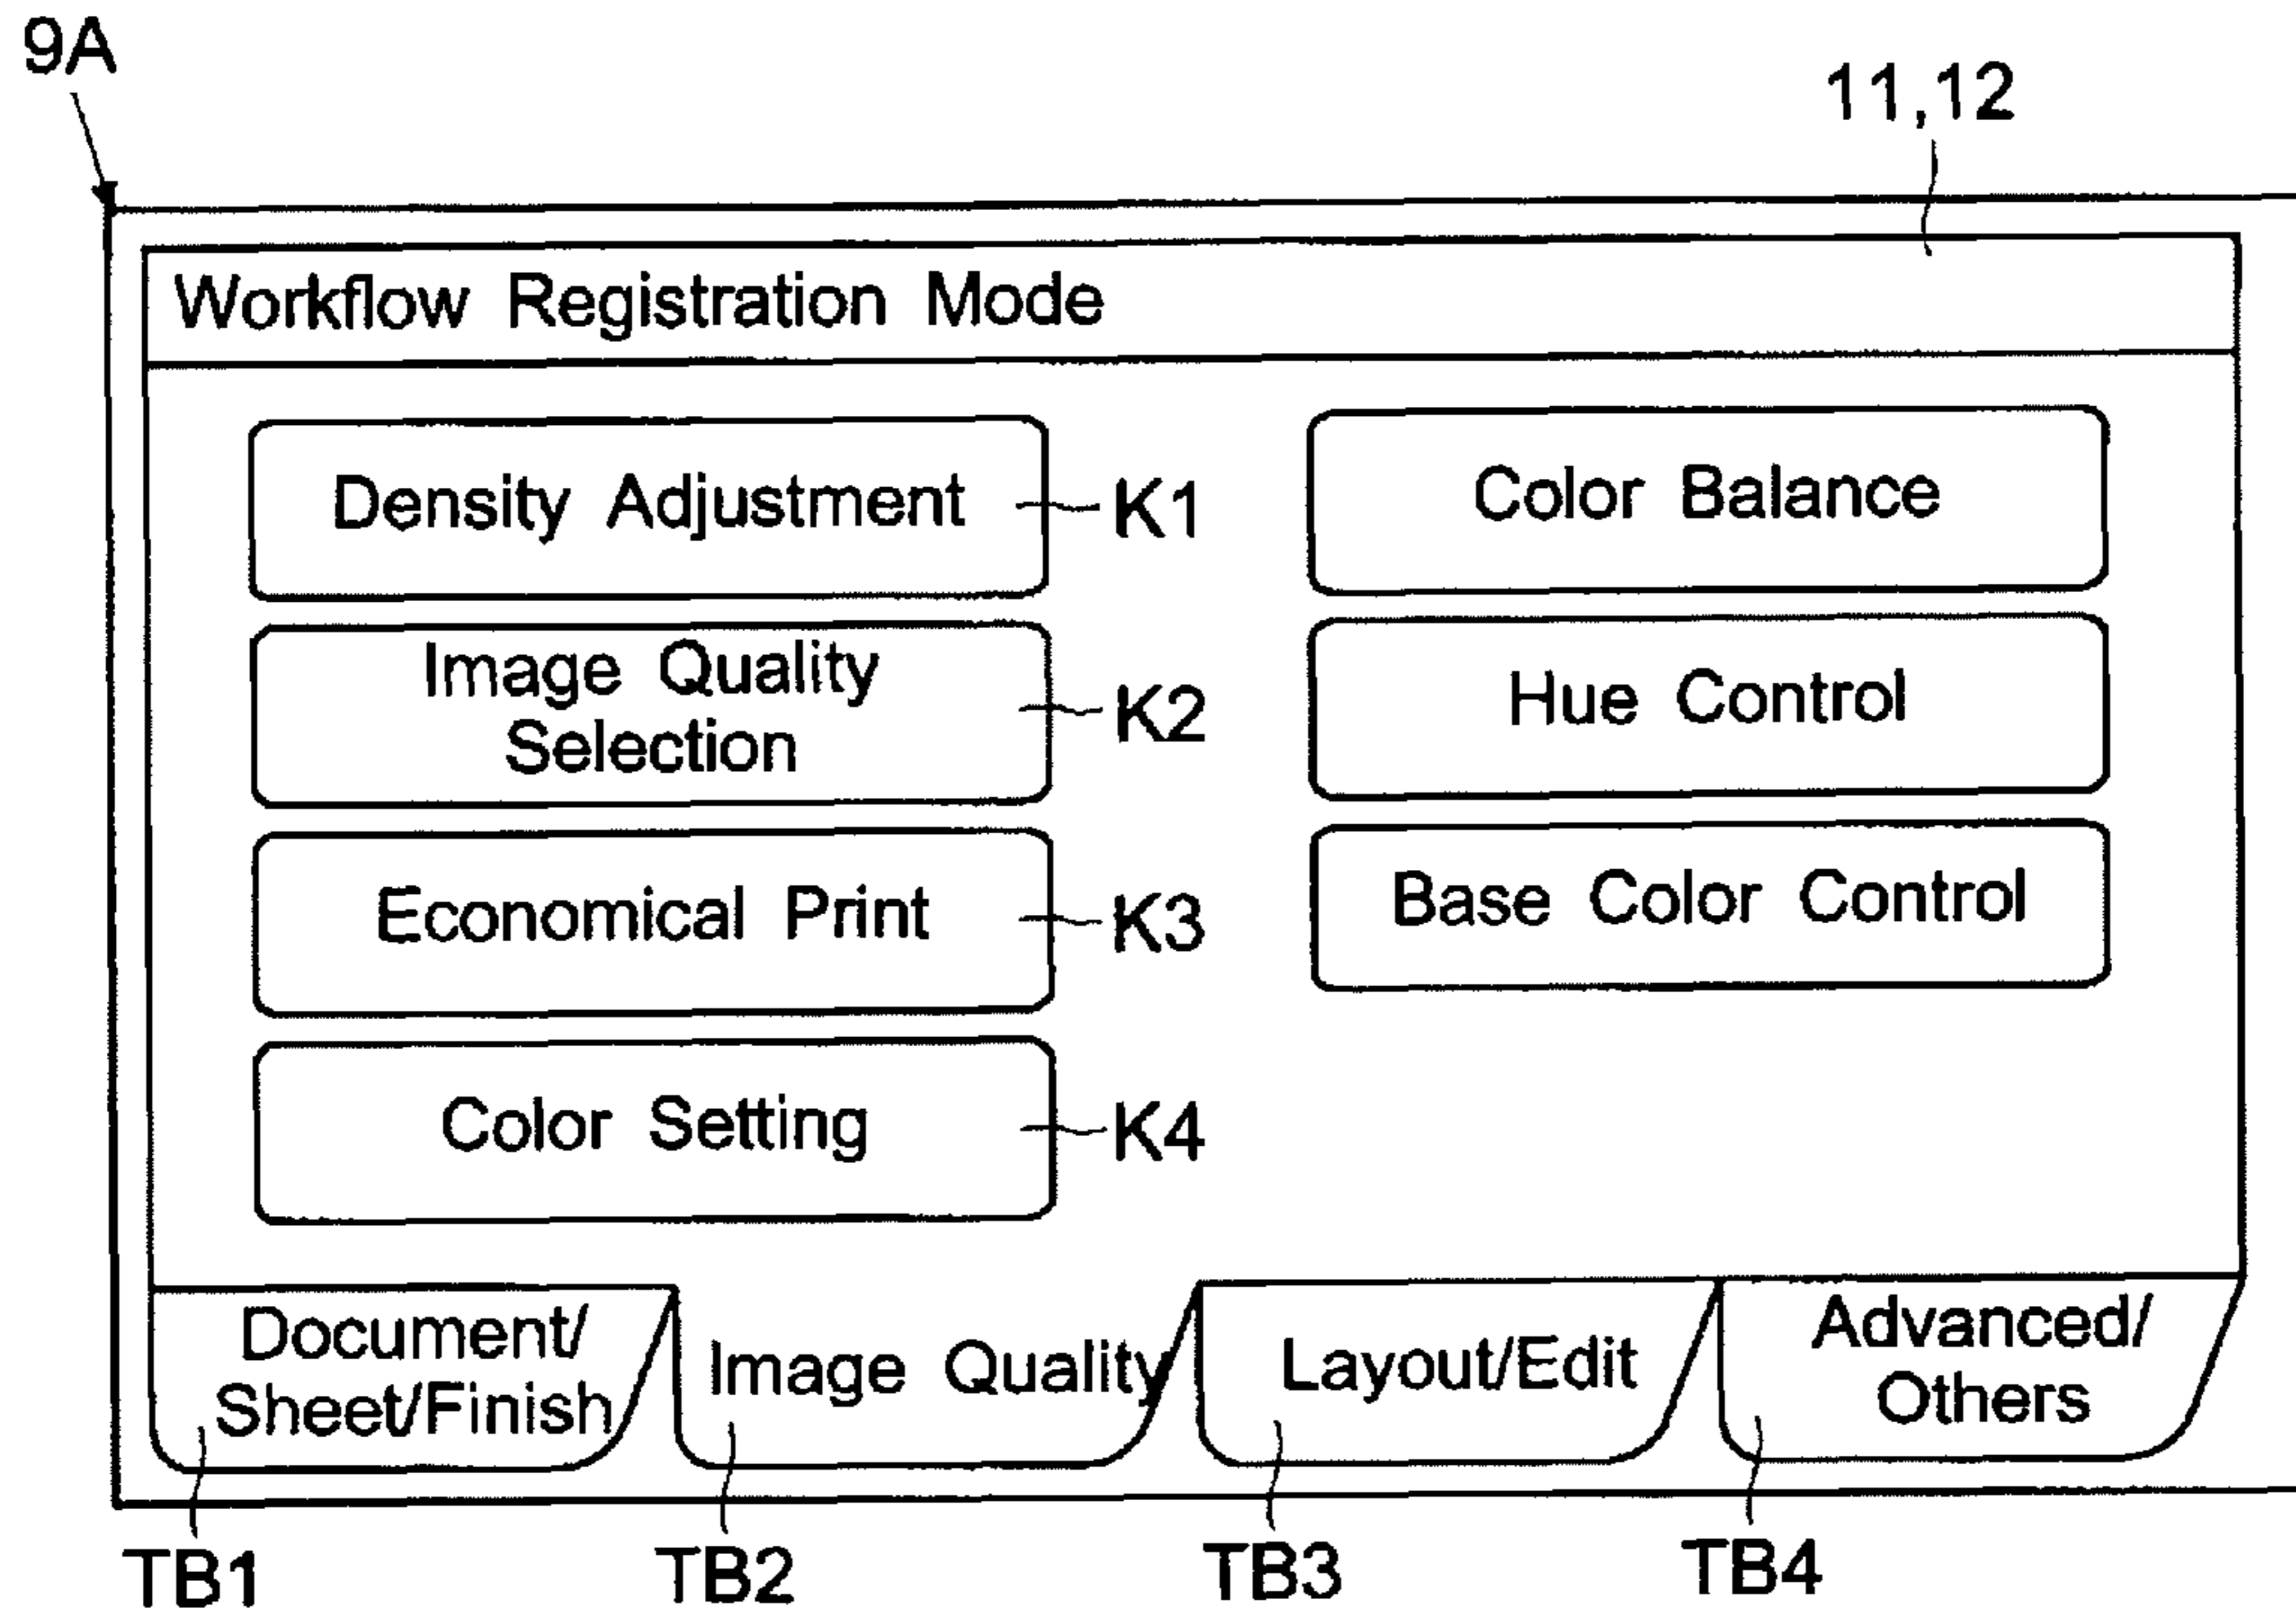 9A
11,12
Workflow Registration Mode
Density Adjustment
K1
Color Balance
Image Quality
Selection
K2
Hue Control
Economical Print
K3
Base Color Control
Color Setting
K4
Document/
Sheet/Finish
Image Quality
Layout/Edit
Advanced/
Others
TB1
TB2
TB3
TB4